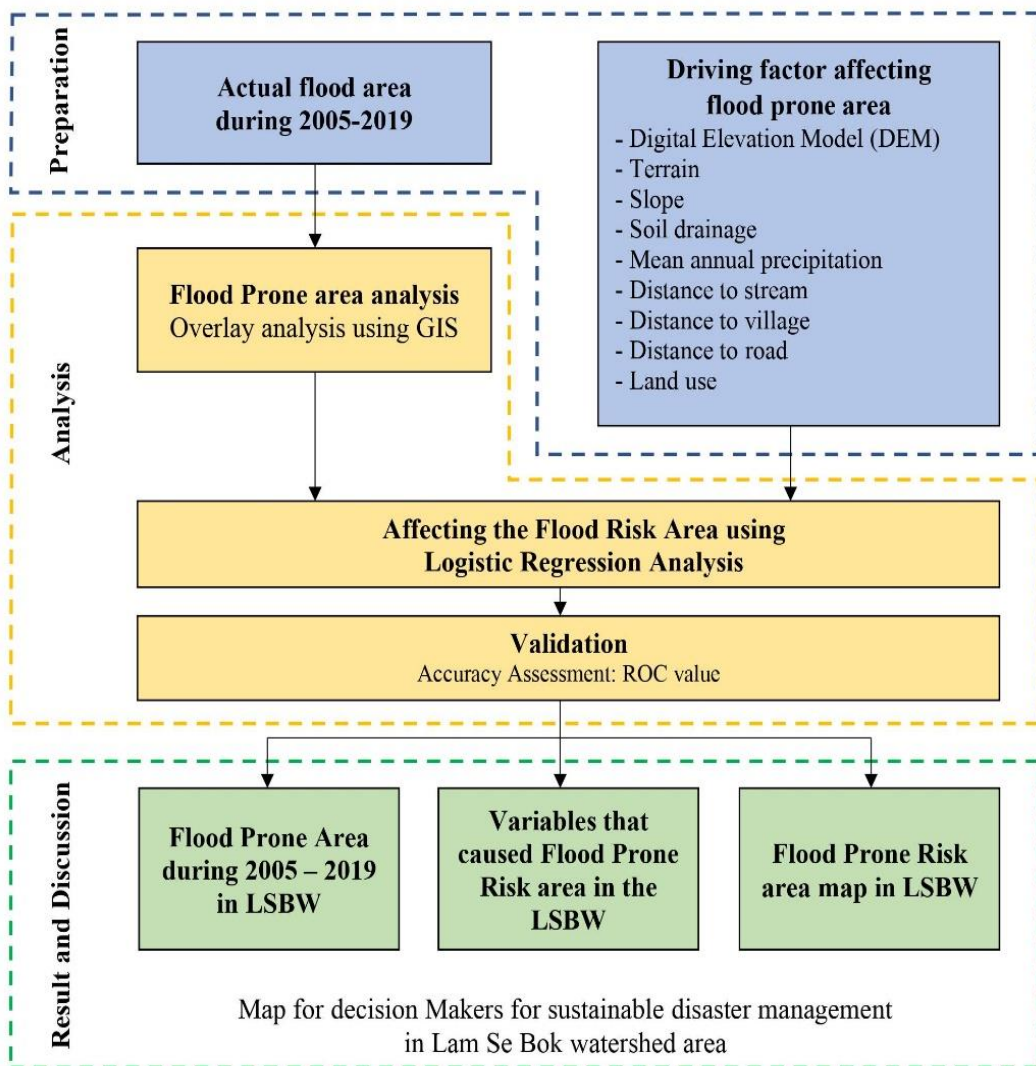 Preparation
Actual flood area
during 2005-2019
Driving factor affecting
flood prone area
- Digital Elevation Model (DEM)
- Terrain
- Slope
- Soil drainage
- Mean annual precipitation
- Distance to stream
- Distance to village
- Distance to road
- Land use
Analysis
Flood Prone area analysis
Overlay analysis using GIS
Affecting the Flood Risk Area using
Logistic Regression Analysis
Validation
Accuracy Assessment: ROC value
Result and Discussion
Flood Prone Area
during 2005 – 2019
in LSBW
Variables that
caused Flood Prone
Risk area in the
LSBW
Flood Prone Risk
area map in LSBW
Map for decision Makers for sustainable disaster management
in Lam Se Bok watershed area